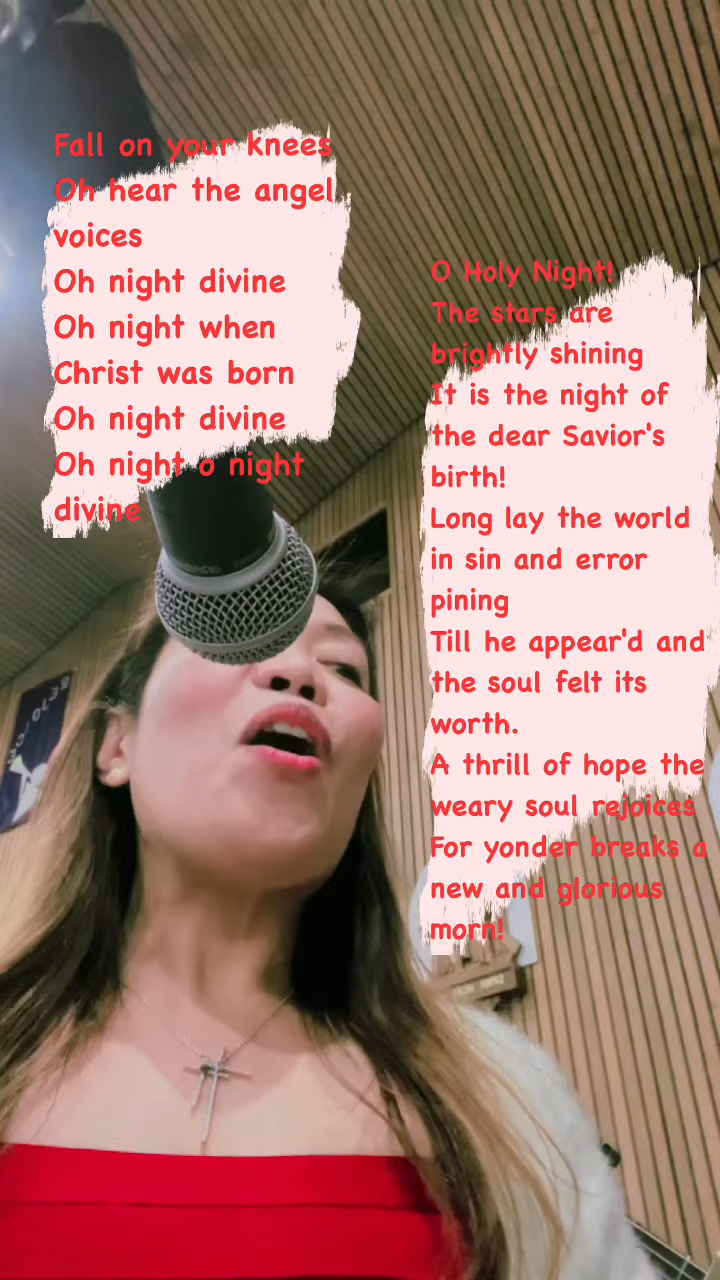 Fall on your knees
Oh hear the angel
voices
Oh night divine
Oh night when
Christ was born
Oh night divine
Oh night o night
divine
O Holy Night!
The stars are
brightly shining
It is the night of
the dear Savior's
birth!
Long lay the world
in sin and error
pining
Till he appear'd and
the soul felt its
worth.
A thrill of hope the
weary soul rejoices
For yonder breaks a
new and glorious
morn!